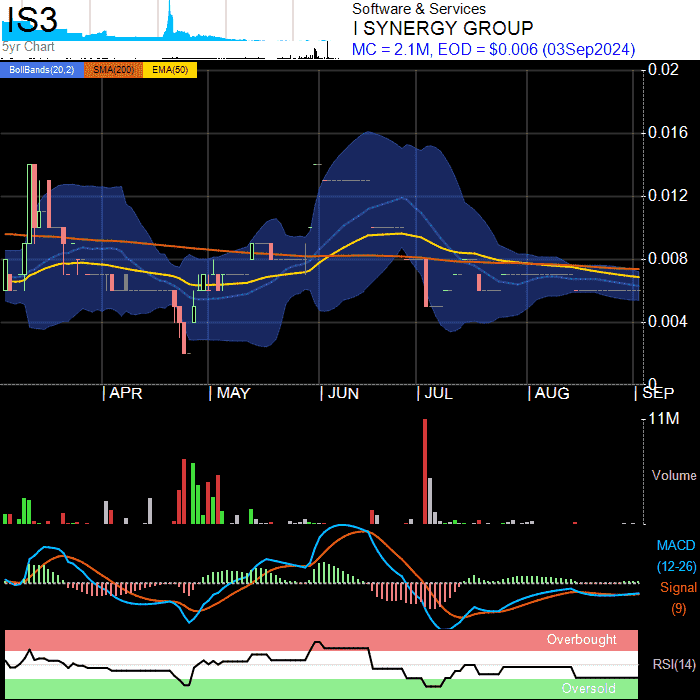 IS3
5yr Chart
Software & Services
I SYNERGY GROUP
MC = 2.1M, EOD = $0.006 (03Sep2024)
BollBands(20,2) SMA(200) EMA(50)
0.02
0.016
0.012
0.008
0.004
0
APR MAY JUN JUL AUG SEP
11M
Volume
MACD
(12-26)
Signal
(9)
Overbought
RSI(14)
Oversold